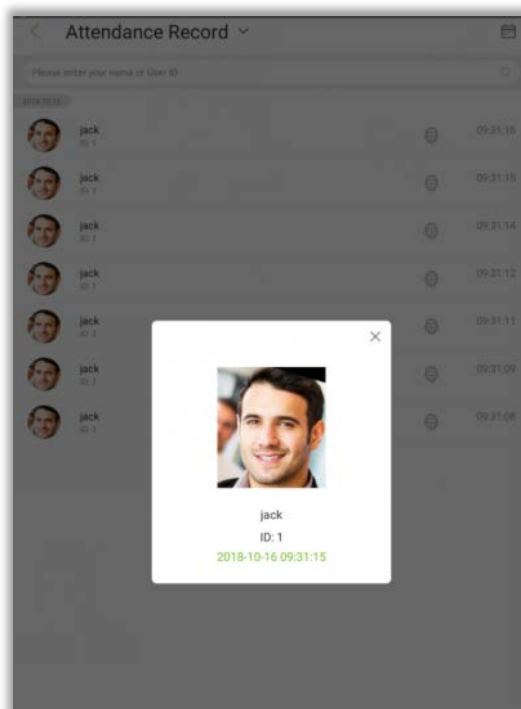 Attendance Record
Please enter your name or User ID
2018-10-16
jack
ID: 1
09:31:16
jack
ID: 1
09:31:15
jack
ID: 1
09:31:14
jack
ID: 1
09:31:12
jack
ID: 1
09:31:11
jack
ID: 1
09:31:09
jack
ID: 1
09:31:08
jack
ID: 1
2018-10-16 09:31:15